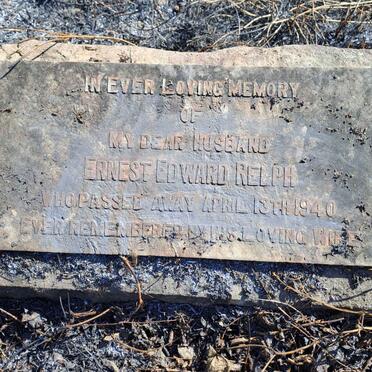 IN EVER LOVING MEMORY
OF
MY DEAR HUSBAND
ERNEST EDWARD RELPH
WHO PASSED AWAY APRIL 13TH 1940
EVER REMEMBERED BY HIS LOVING WIFE